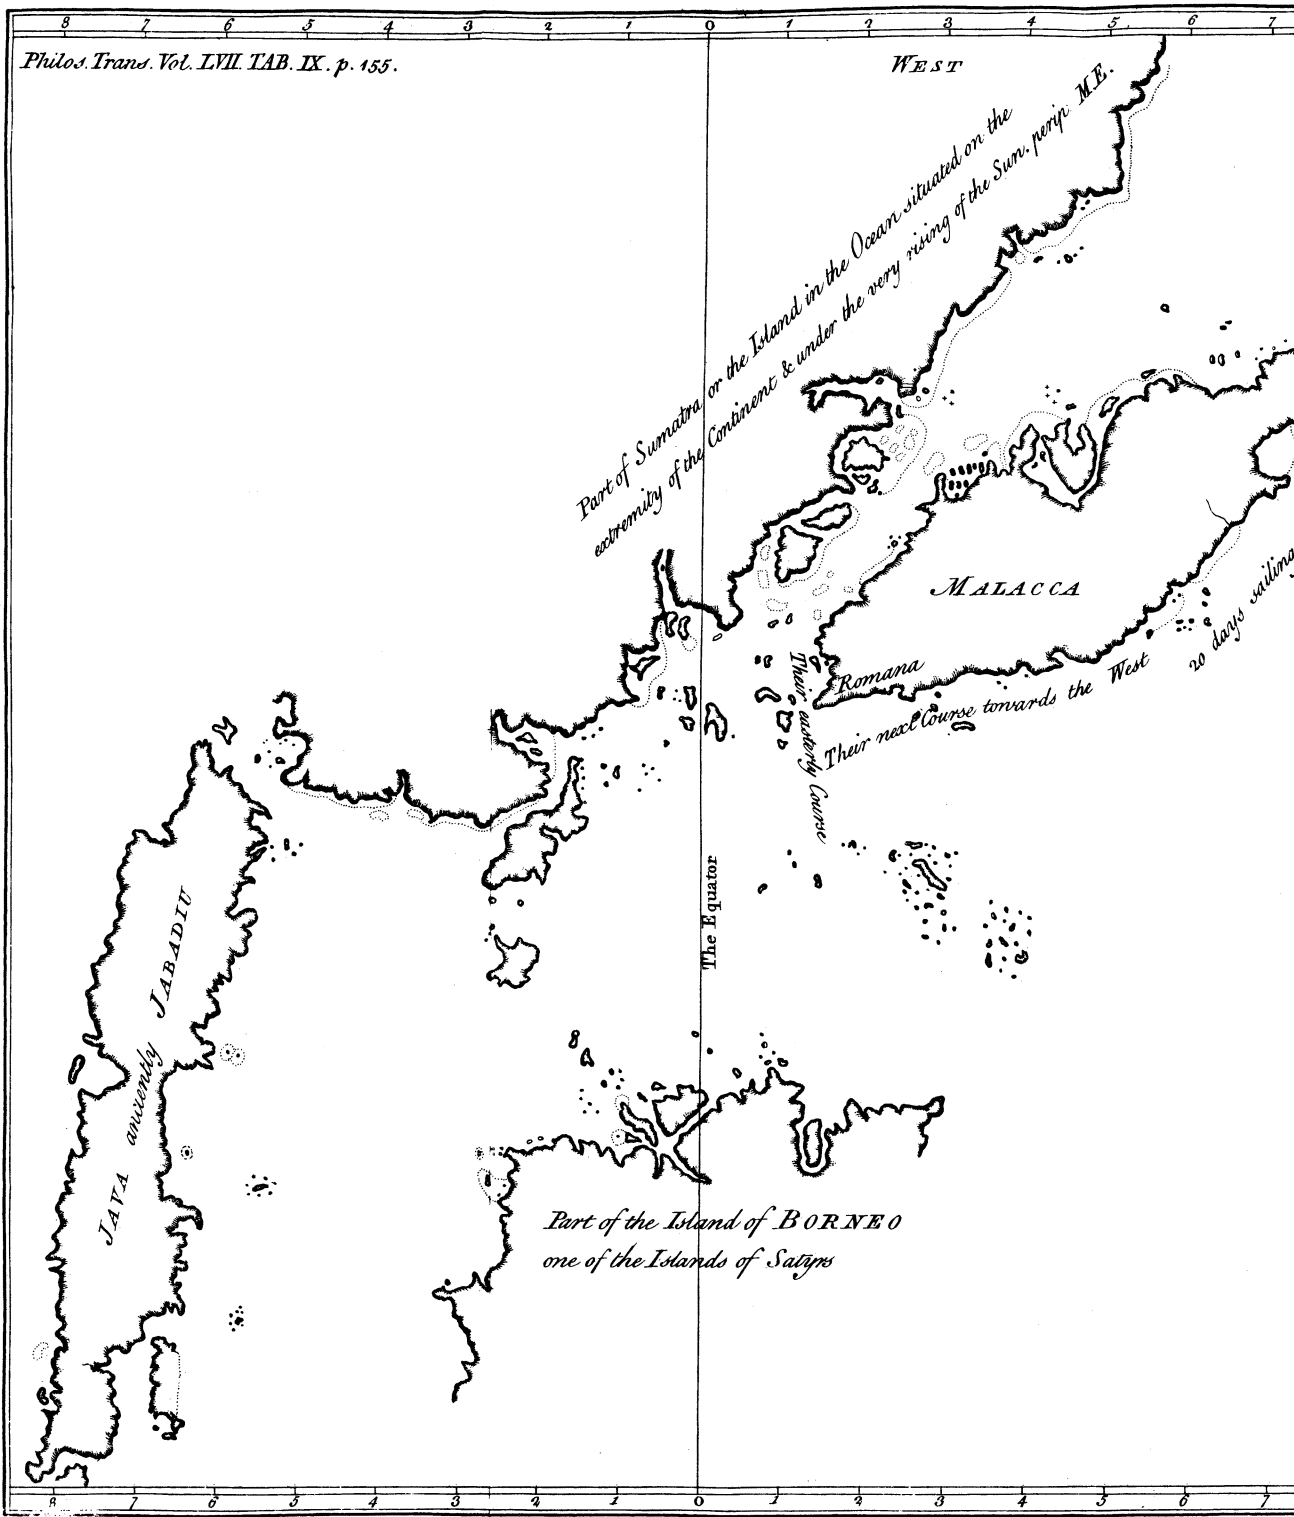 8 7 6 5 4 3 2 1 0 1 2 3 4 5 6 7
Philos. Trans. Vol. LVII. TAB. IX. p. 155.
WEST
Part of Sumatra or the Island in the Ocean situated on the
extremity of the Continent & under the very rising of the Sun. perip. M.E.
MALACCA
Romana
Their easterly Course
Their next Course towards the West
20 days sailing
The Equator
JAVA anciently JABADIU
Part of the Island of BORNEO
one of the Islands of Satyrs
8 7 6 5 4 3 2 1 0 1 2 3 4 5 6 7